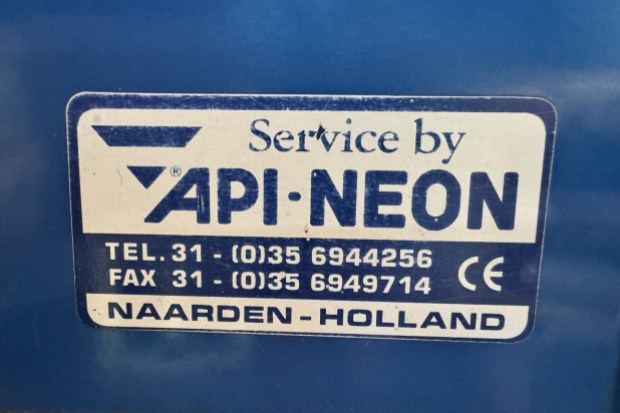 Service by
®API-NEON
TEL. 31 - (0)35 6944256
FAX 31 - (0)35 6949714
CE
NAARDEN-HOLLAND